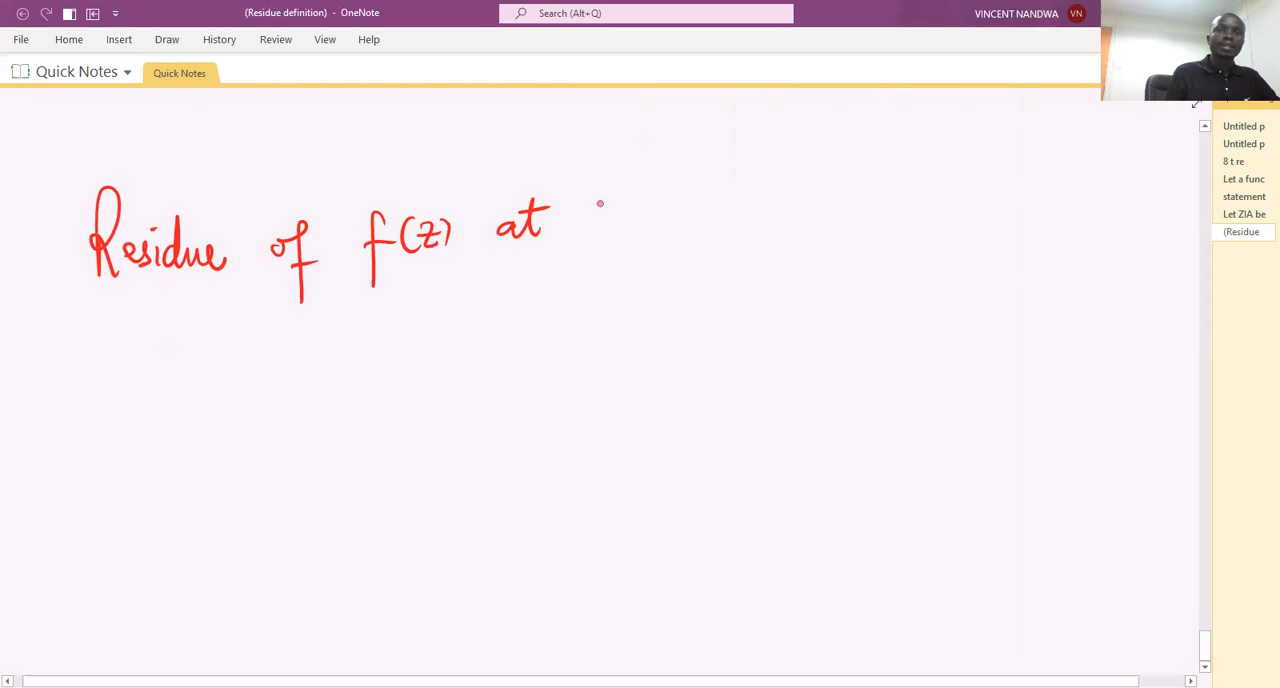 (Residue definition) - OneNote
Search (Alt+Q)
VINCENT NANDWA
VN
File Home Insert Draw History Review View Help
Quick Notes
Quick Notes
Untitled p
Untitled p
8 t re
Let a func
statement
Let ZIA be
(Residue
Residue of f(z) at